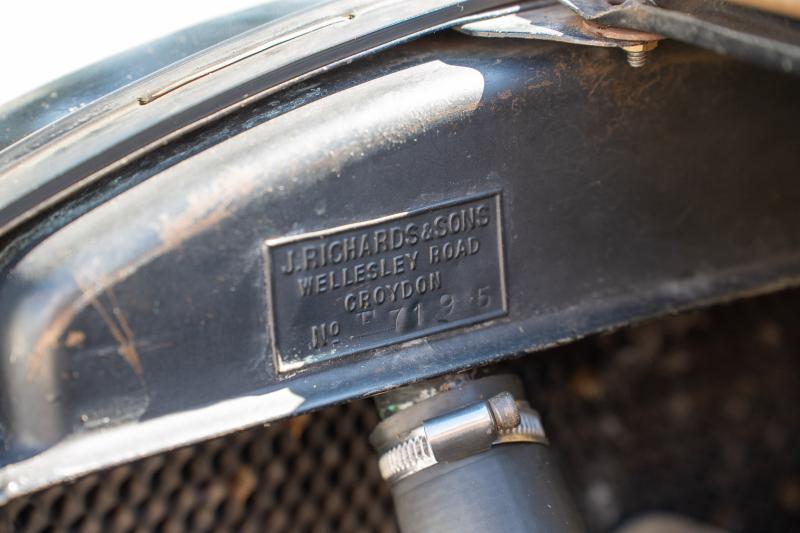 J.RICHARDS&SONS
WELLESLEY ROAD
CROYDON
No 7195